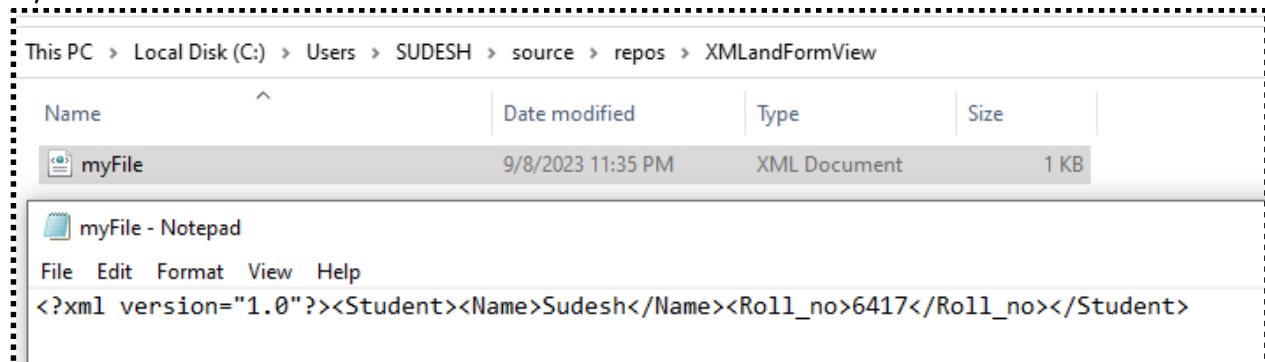 This PC > Local Disk (C:) > Users > SUDESH > source > repos > XMLandFormView
Name Date modified Type Size
myFile 9/8/2023 11:35 PM XML Document 1 KB
myFile - Notepad
File Edit Format View Help
<?xml version="1.0"?><Student><Name>Sudesh</Name><Roll_no>6417</Roll_no></Student>